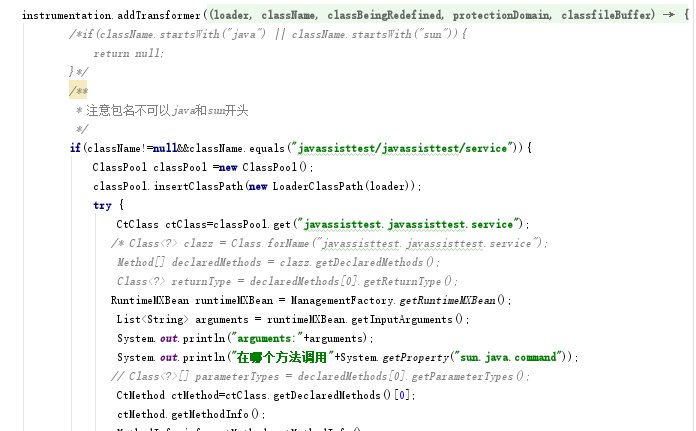 instrumentation.addTransformer((loader, className, classBeingRedefined, protectionDomain, classfileBuffer) → {
/*if(className.startsWith("java") || className.startsWith("sun")){
return null;
}*/
/**
* 注意包名不可以java和sun开头
*/
if(className!=null&&className.equals("javassisttest/javassisttest/service")){
ClassPool classPool =new ClassPool();
classPool.insertClassPath(new LoaderClassPath(loader));
try {
CtClass ctClass=classPool.get("javassisttest.javassisttest.service");
/* Class<?> clazz = Class.forName("javassisttest.javassisttest.service");
Method[] declaredMethods = clazz.getDeclaredMethods();
Class<?> returnType = declaredMethods[0].getReturnType();
RuntimeMXBean runtimeMXBean = ManagementFactory.getRuntimeMXBean();
List<String> arguments = runtimeMXBean.getInputArguments();
System.out.println("arguments:"+arguments);
System.out.println("在哪个方法调用"+System.getProperty("sun.java.command"));
// Class<?>[] parameterTypes = declaredMethods[0].getParameterTypes();
CtMethod ctMethod=ctClass.getDeclaredMethods()[0];
ctMethod.getMethodInfo();